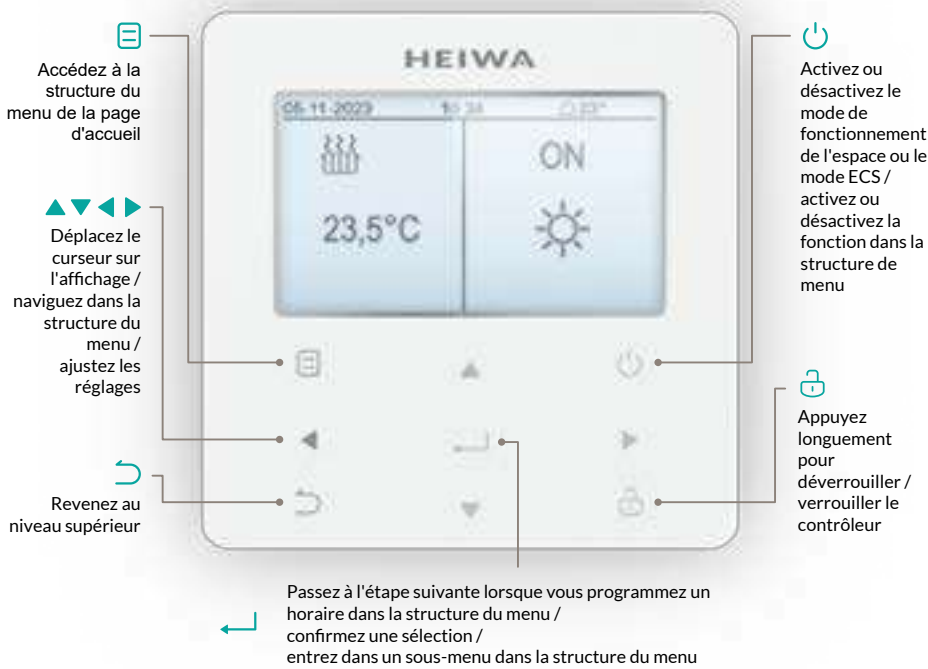 HEIWA
05-11-2023
23°
ON
23,5°C
Accédez à la
structure du
menu de la page
d'accueil
Déplacez le
curseur sur
l'affichage /
naviguez dans la
structure du
menu /
ajustez les
réglages
Revenez au
niveau supérieur
Activez ou
désactivez le
mode de
fonctionnement
de l'espace ou le
mode ECS /
activez ou
désactivez la
fonction dans la
structure de
menu
Appuyez
longuement
pour
déverrouiller /
verrouiller le
contrôleur
Passez à l'étape suivante lorsque vous programmez un
horaire dans la structure du menu /
confirmez une sélection /
entrez dans un sous-menu dans la structure du menu